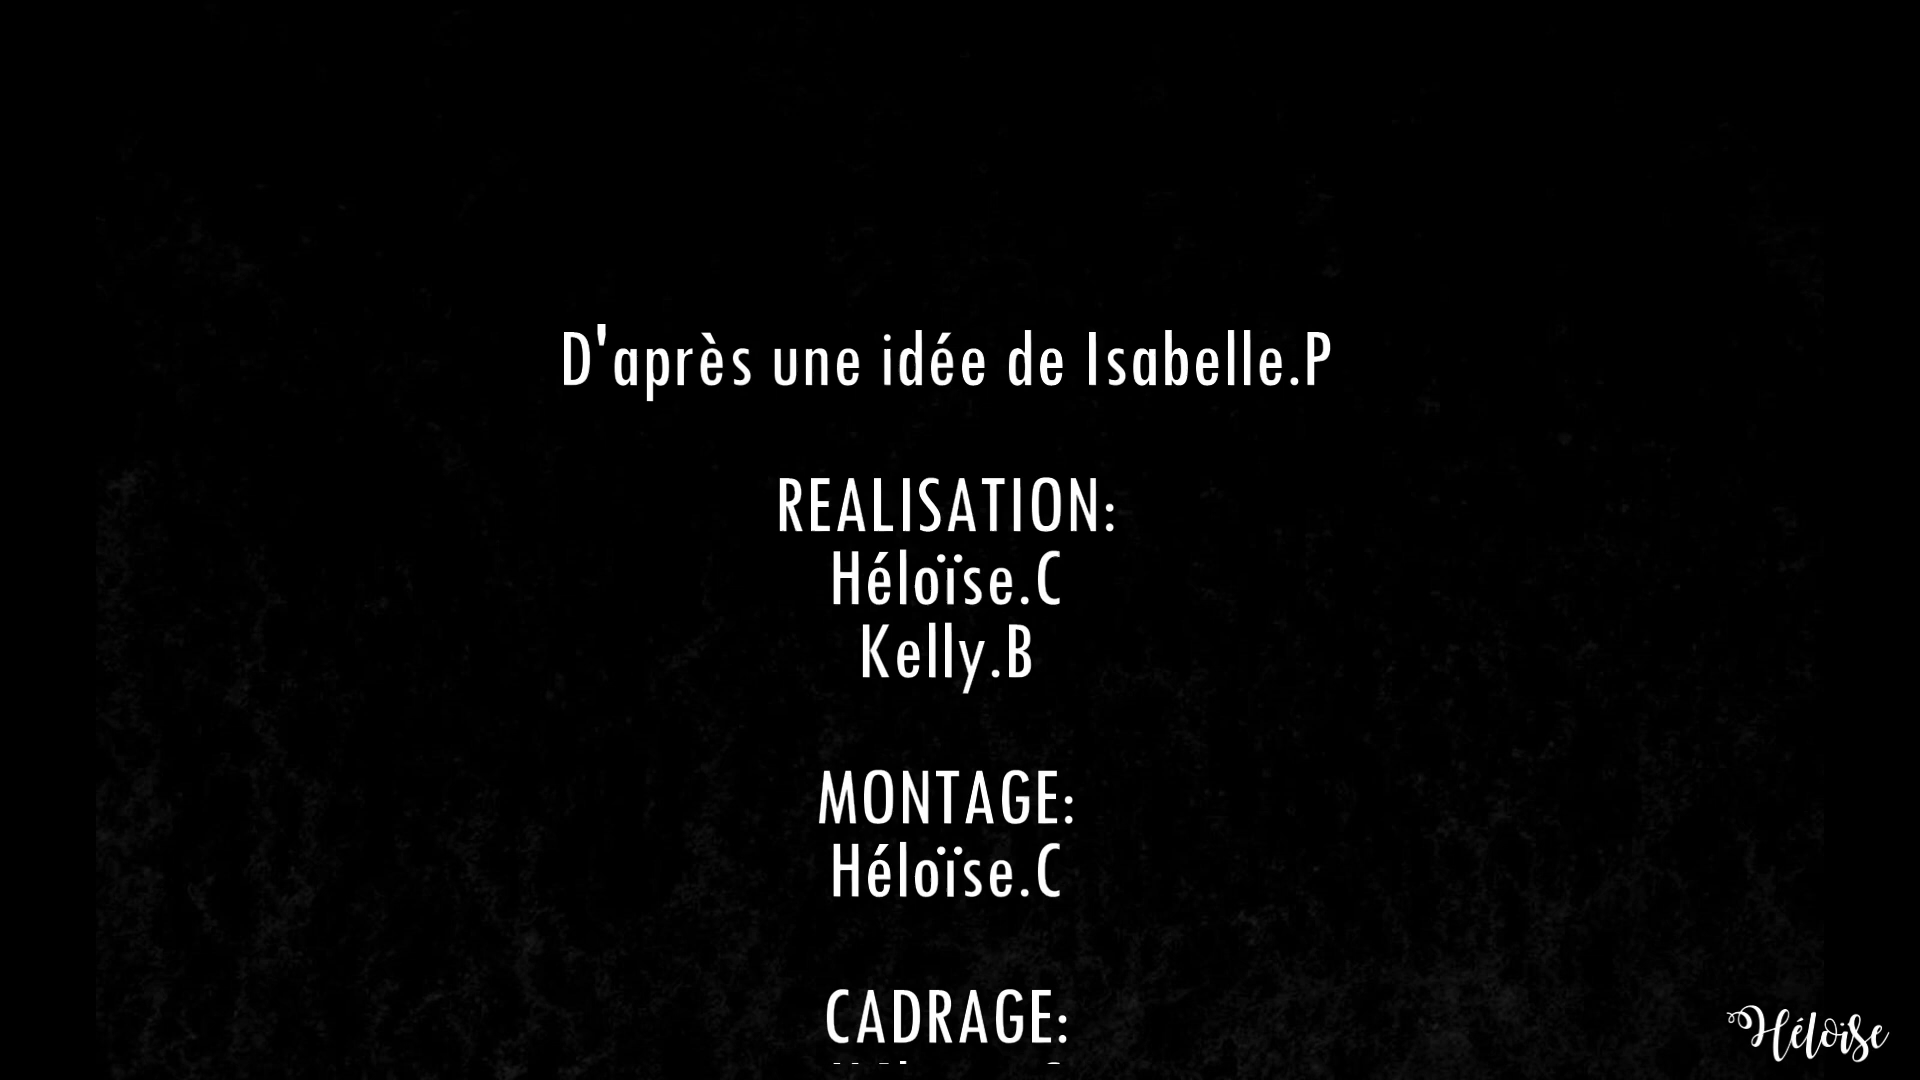 D'après une idée de Isabelle.P
REALISATION:
Héloïse.C
Kelly.B
MONTAGE:
Héloïse.C
CADRAGE:
Héloïse